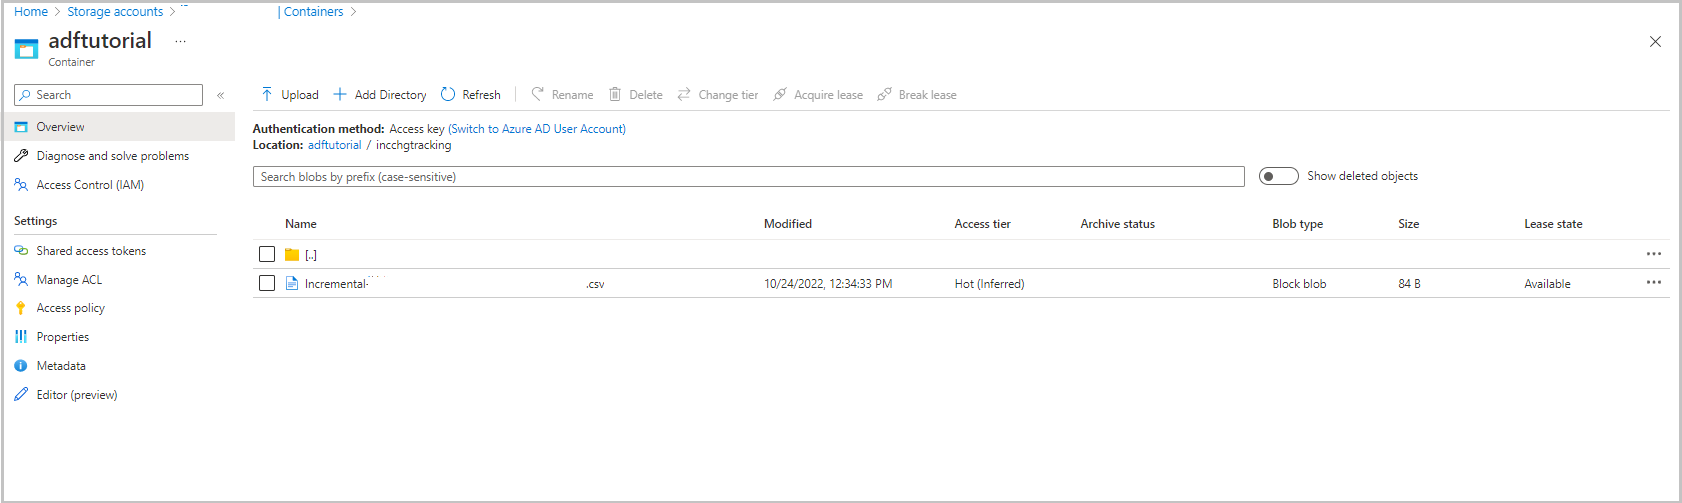 Home > Storage accounts > | Containers >
adftutorial ...
Container
Search «
Upload Add Directory Refresh | Rename Delete Change tier Acquire lease Break lease
Authentication method: Access key (Switch to Azure AD User Account)
Location: adftutorial / incchgtracking
Search blobs by prefix (case-sensitive) Show deleted objects
Overview
Diagnose and solve problems
Access Control (IAM)
Settings
Shared access tokens
Manage ACL
Access policy
Properties
Metadata
Editor (preview)
Name Modified Access tier Archive status Blob type Size Lease state
[..] ...
Incremental- .csv 10/24/2022, 12:34:33 PM Hot (Inferred) Block blob 84 B Available ...